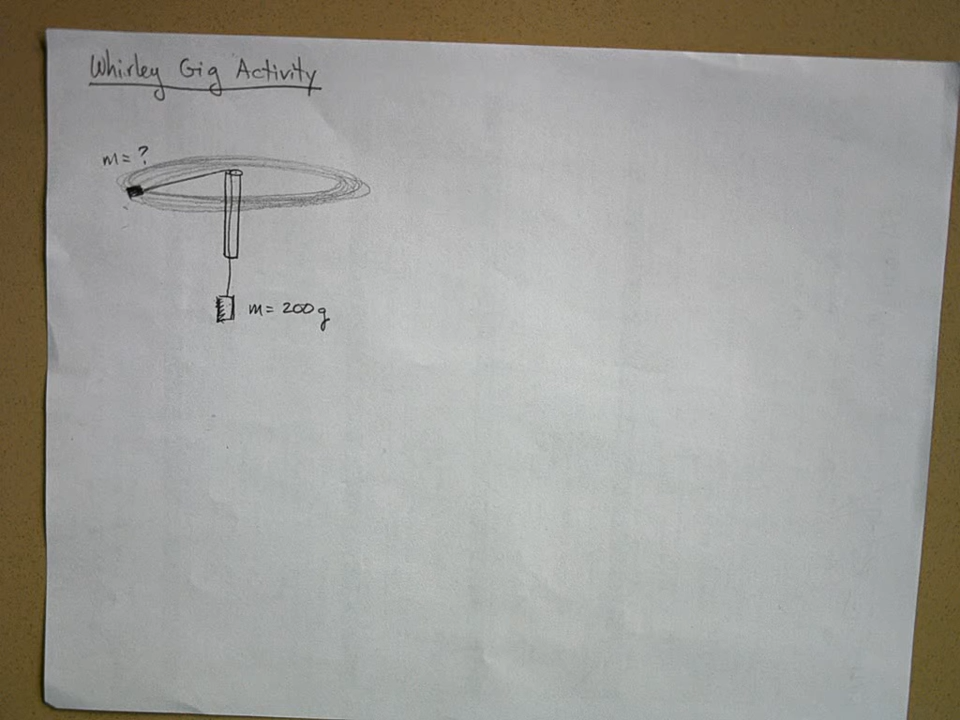 Whirley Gig Activity
m = ?
m = 200g